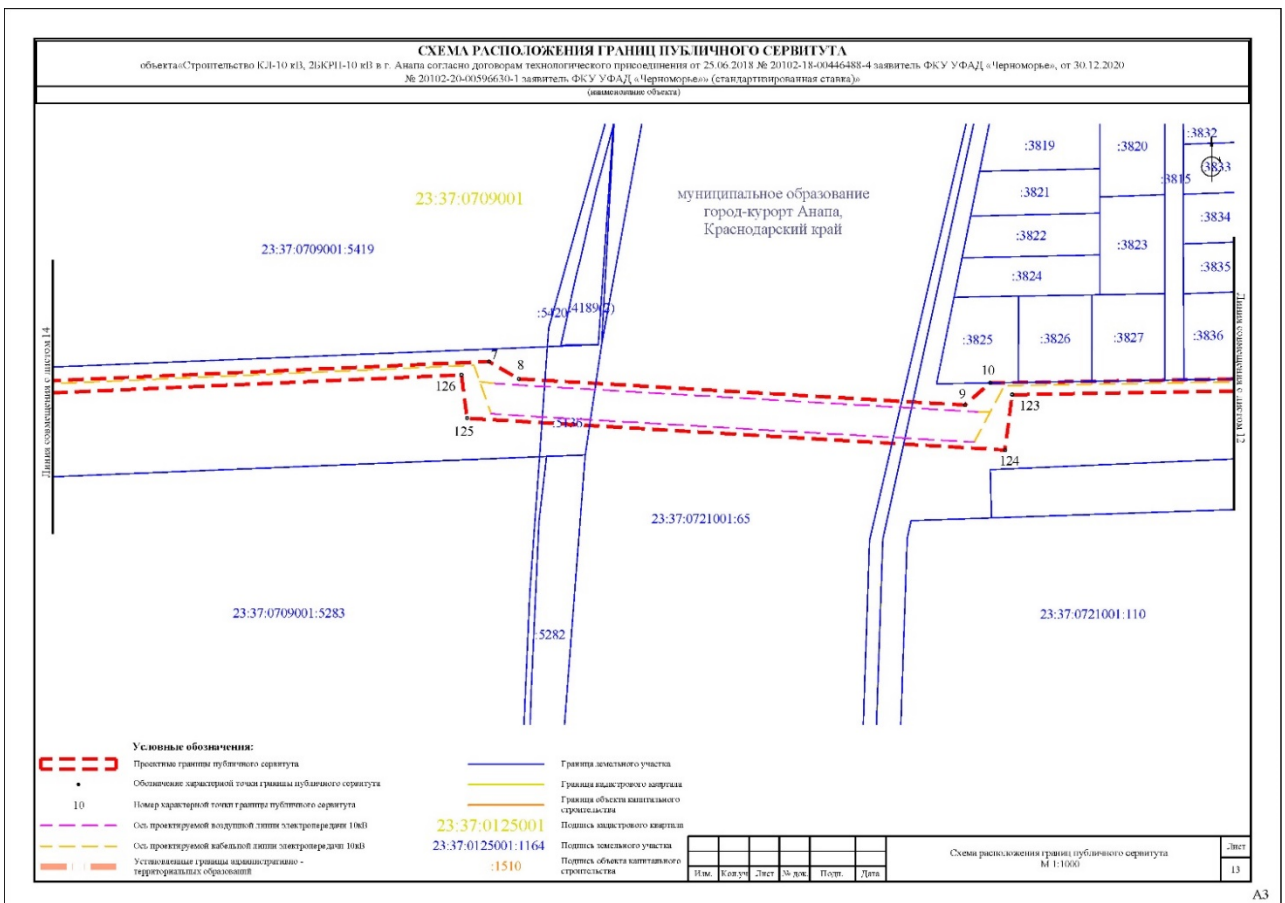 СХЕМА РАСПОЛОЖЕНИЯ ГРАНИЦ ПУБЛИЧНОГО СЕРВИТУТА
объекта«Строительство КЛ-10 кВ, 2БКРП-10 кВ в г. Анапа согласно договорам технологического присоединения от 25.06.2018 № 20102-18-00446488-4 заявитель ФКУ УФАД «Черноморье», от 30.12.2020
№ 20102-20-00596630-1 заявитель ФКУ УФАД «Черноморье»» (стандартизированная ставка)»
(наименование объекта)
:3832
:3819
:3820
:3833
:3815
23:37:0709001
муниципальное образование
город-курорт Анапа,
Краснодарский край
:3821
:3834
:3822
:3823
23:37:0709001:5419
:3824
:3835
:5420
:4189(2)
Линия совмещения с листом 14
Линия совмещения с листом 12
:3825
:3826
:3827
:3836
7
8
126
10
9
123
125
:5136
124
23:37:0721001:65
23:37:0709001:5283
:5282
23:37:0721001:110
Условные обозначения:
Проектные границы публичного сервитута
Обозначение характерной точки границы публичного сервитута
10
Номер характерной точки границы публичного сервитута
Ось проектируемой воздушной линии электропередачи 10кВ
Ось проектируемой кабельной линии электропередачи 10кВ
Установленные границы административно -
территориальных образований
Граница земельного участка
Граница кадастрового квартала
Граница объекта капитального
строительства
23:37:0125001
Подпись кадастрового квартала
23:37:0125001:1164
Подпись земельного участка
:1510
Подпись объекта капитального
строительства
Изм.
Кол.уч
Лист
№ док.
Подп.
Дата
Схема расположения границ публичного сервитута
М 1:1000
Лист
13
А3